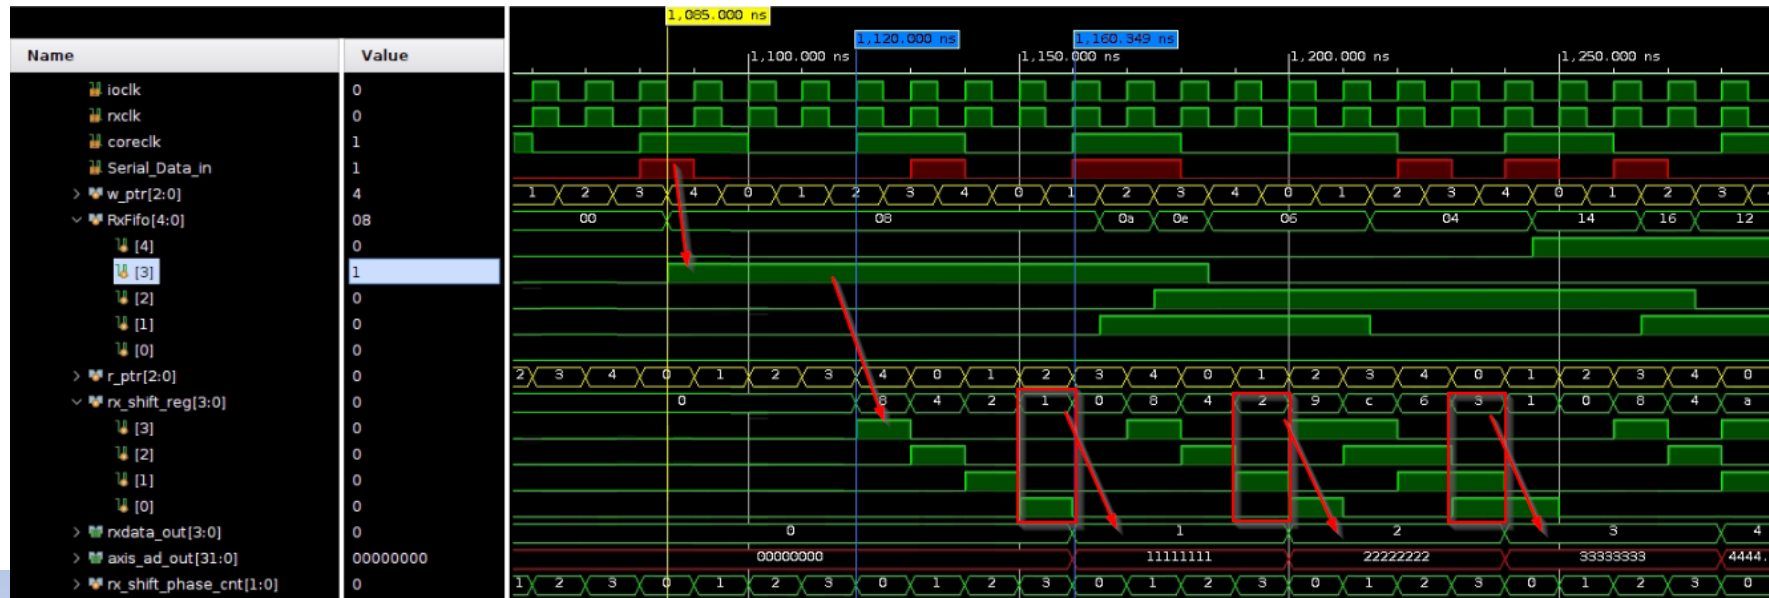 1,085.000 ns
1,120.000 ns 1,160.349 ns
Name Value 1,100.000 ns 1,150.000 ns 1,200.000 ns 1,250.000 ns
ioclk 0
rxclk 0
coreclk 1
Serial_Data_in 1
> w_ptr[2:0] 4 1 2 3 4 0 1 2 3 4 0 1 2 3 4 0 1 2 3 4 0 1 2 3
RxFifo[4:0] 08 00 08 0a 0e 06 04 14 16 12
[4] 0
[3] 1
[2] 0
[1] 0
[0] 0
> r_ptr[2:0] 0 2 3 4 0 1 2 3 4 0 1 2 3 4 0 1 2 3 4 0 1 2 3 4 0
rx_shift_reg[3:0] 0 0 8 4 2 1 0 8 4 2 9 c 6 3 1 0 8 4 a
[3] 0
[2] 0
[1] 0
[0] 0
> rxdata_out[3:0] 0 0 1 2 3 4
> axis_ad_out[31:0] 00000000 00000000 11111111 22222222 33333333 4444.
> rx_shift_phase_cnt[1:0] 0 1 2 3 0 1 2 3 0 1 2 3 0 1 2 3 0 1 2 3 0 1 2 3 0